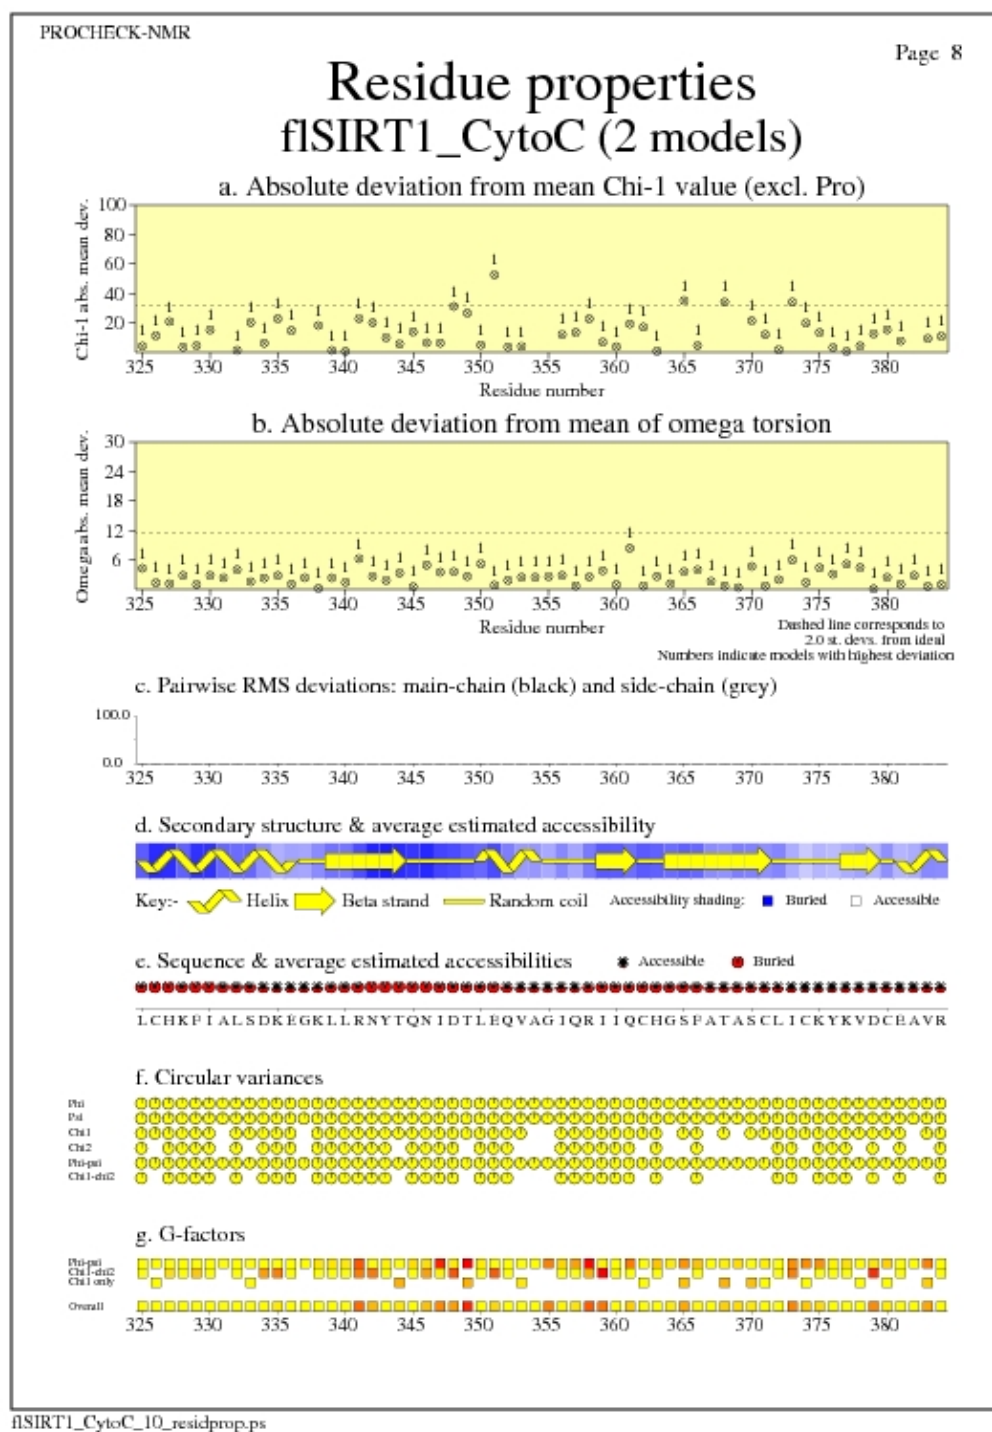 PROCHECK-NMR
Page 8
Residue properties
flSIRT1_CytoC (2 models)
a. Absolute deviation from mean Chi-1 value (excl. Pro)
Chi-1 abs. mean dev.
100
80
60
40
20
325 330 335 340 345 350 355 360 365 370 375 380
Residue number
b. Absolute deviation from mean of omega torsion
Omega abs. mean dev.
30
24
18
12
6
325 330 335 340 345 350 355 360 365 370 375 380
Residue number
Dashed line corresponds to
2.0 st. devs. from ideal
Numbers indicate models with highest deviation
c. Pairwise RMS deviations: main-chain (black) and side-chain (grey)
100.0
0.0
325 330 335 340 345 350 355 360 365 370 375 380
d. Secondary structure & average estimated accessibility
Key:- Helix Beta strand Random coil Accessibility shading: Buried Accessible
e. Sequence & average estimated accessibilities Accessible Buried
L C H K F I A L S D K E G K L L R N Y T Q N I D T L E Q V A G I Q R I I Q C H G S F A T A S C L I C K Y K V D C E A V R
f. Circular variances
Phi
Psi
Chi1
Chi2
Phi-psi
Chi1-chi2
g. G-factors
Phi-psi
Chi1-chi2
Chi1 only
Overall
325 330 335 340 345 350 355 360 365 370 375 380
flSIRT1_CytoC_10_residprop.ps